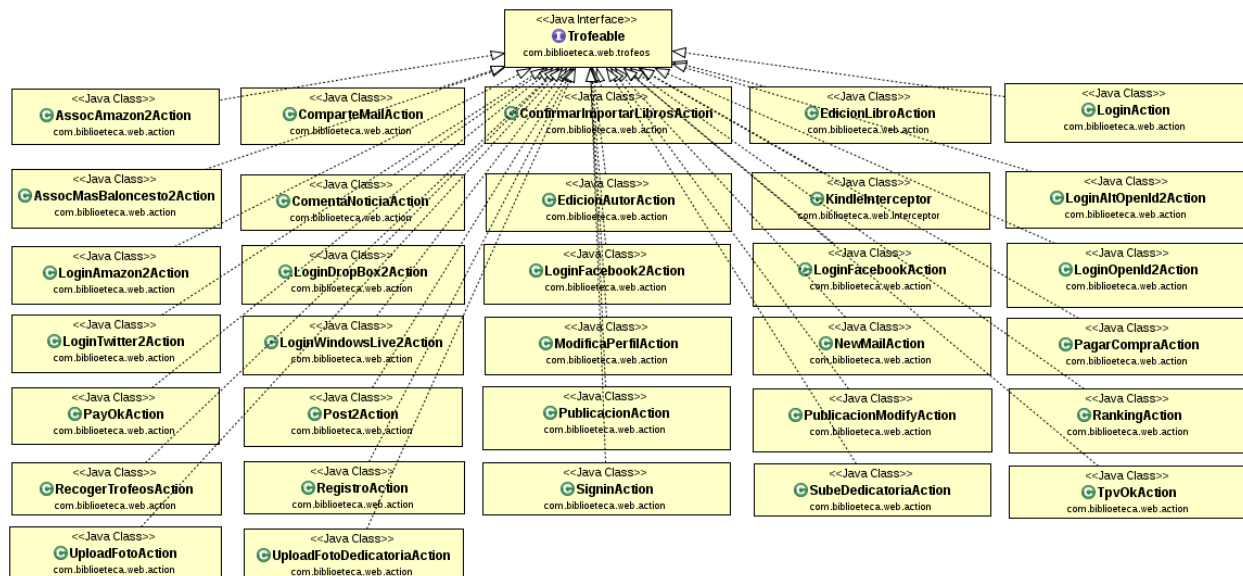 <<Java Interface>>
Trofeable
com.biblioeteca.web.trofeos
<<Java Class>>
AssocAmazon2Action
com.biblioeteca.web.action
<<Java Class>>
ComparteMailAction
com.biblioeteca.web.action
<<Java Class>>
ConfirmarImportarLibrosAction
com.biblioeteca.web.action
<<Java Class>>
EdicionLibroAction
com.biblioeteca.web.action
<<Java Class>>
LoginAction
com.biblioeteca.web.action
<<Java Class>>
AssocMasBaloncesto2Action
com.biblioeteca.web.action
<<Java Class>>
ComentaNoticiaAction
com.biblioeteca.web.action
<<Java Class>>
EdicionAutorAction
com.biblioeteca.web.action
<<Java Class>>
KindleInterceptor
com.biblioeteca.web.interceptor
<<Java Class>>
LoginAltOpenId2Action
com.biblioeteca.web.action
<<Java Class>>
LoginAmazon2Action
com.biblioeteca.web.action
<<Java Class>>
LoginDropBox2Action
com.biblioeteca.web.action
<<Java Class>>
LoginFacebook2Action
com.biblioeteca.web.action
<<Java Class>>
LoginFacebookAction
com.biblioeteca.web.action
<<Java Class>>
LoginOpenId2Action
com.biblioeteca.web.action
<<Java Class>>
LoginTwitter2Action
com.biblioeteca.web.action
<<Java Class>>
LoginWindowsLive2Action
com.biblioeteca.web.action
<<Java Class>>
ModificaPerfilAction
com.biblioeteca.web.action
<<Java Class>>
NewMailAction
com.biblioeteca.web.action
<<Java Class>>
PagarCompraAction
com.biblioeteca.web.action
<<Java Class>>
PayOkAction
com.biblioeteca.web.action
<<Java Class>>
Post2Action
com.biblioeteca.web.action
<<Java Class>>
PublicacionAction
com.biblioeteca.web.action
<<Java Class>>
PublicacionModifyAction
com.biblioeteca.web.action
<<Java Class>>
RankingAction
com.biblioeteca.web.action
<<Java Class>>
RecogerTrofeosAction
com.biblioeteca.web.action
<<Java Class>>
RegistroAction
com.biblioeteca.web.action
<<Java Class>>
SigninAction
com.biblioeteca.web.action
<<Java Class>>
SubeDedicatoriaAction
com.biblioeteca.web.action
<<Java Class>>
TpvOkAction
com.biblioeteca.web.action
<<Java Class>>
UploadFotoAction
com.biblioeteca.web.action
<<Java Class>>
UploadFotoDedicatoriaAction
com.biblioeteca.web.action